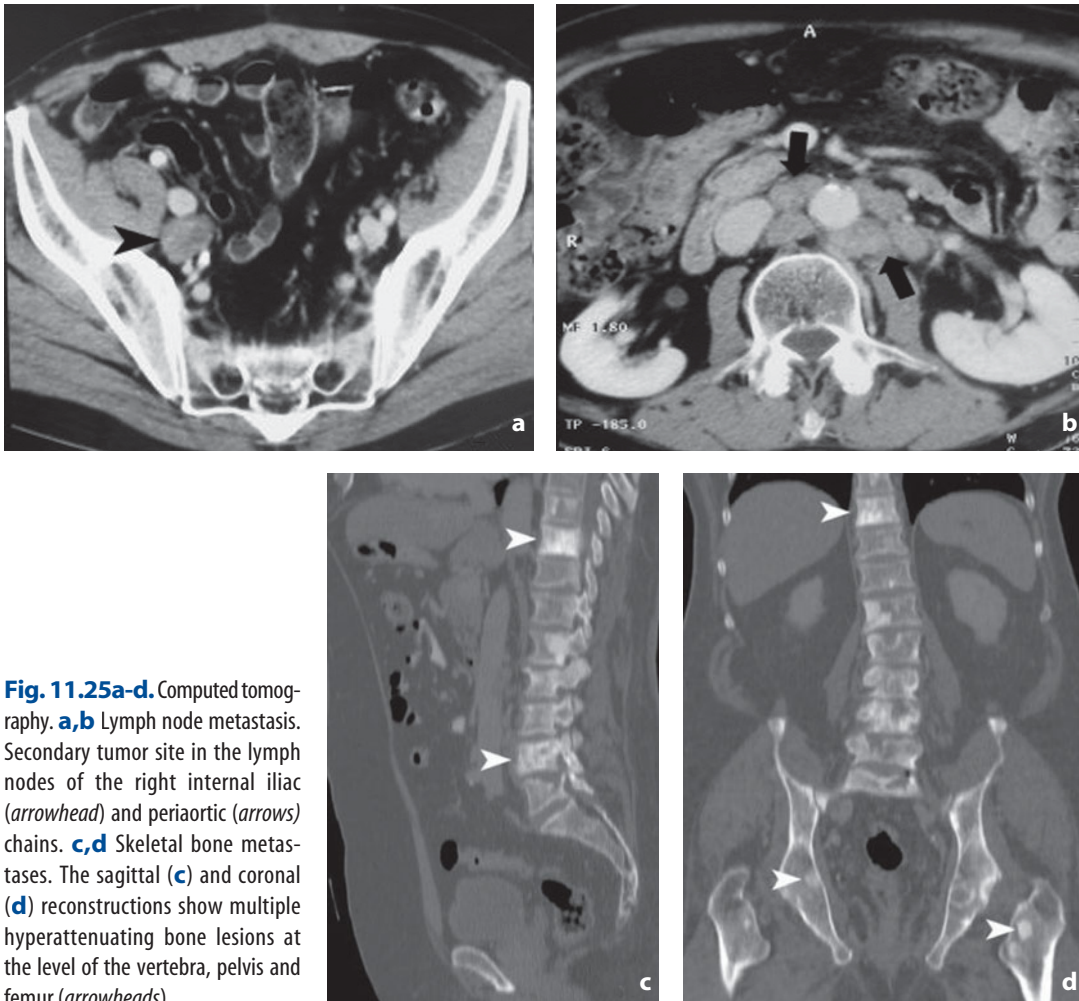 a
A
R
MF 1.80
TP -185.0
W
b
Fig. 11.25a-d. Computed tomog-
raphy. a,b Lymph node metastasis.
Secondary tumor site in the lymph
nodes of the right internal iliac
(arrowhead) and periaortic (arrows)
chains. c,d Skeletal bone metas-
tases. The sagittal (c) and coronal
(d) reconstructions show multiple
hyperattenuating bone lesions at
the level of the vertebra, pelvis and
femur (arrowheads)
c
d